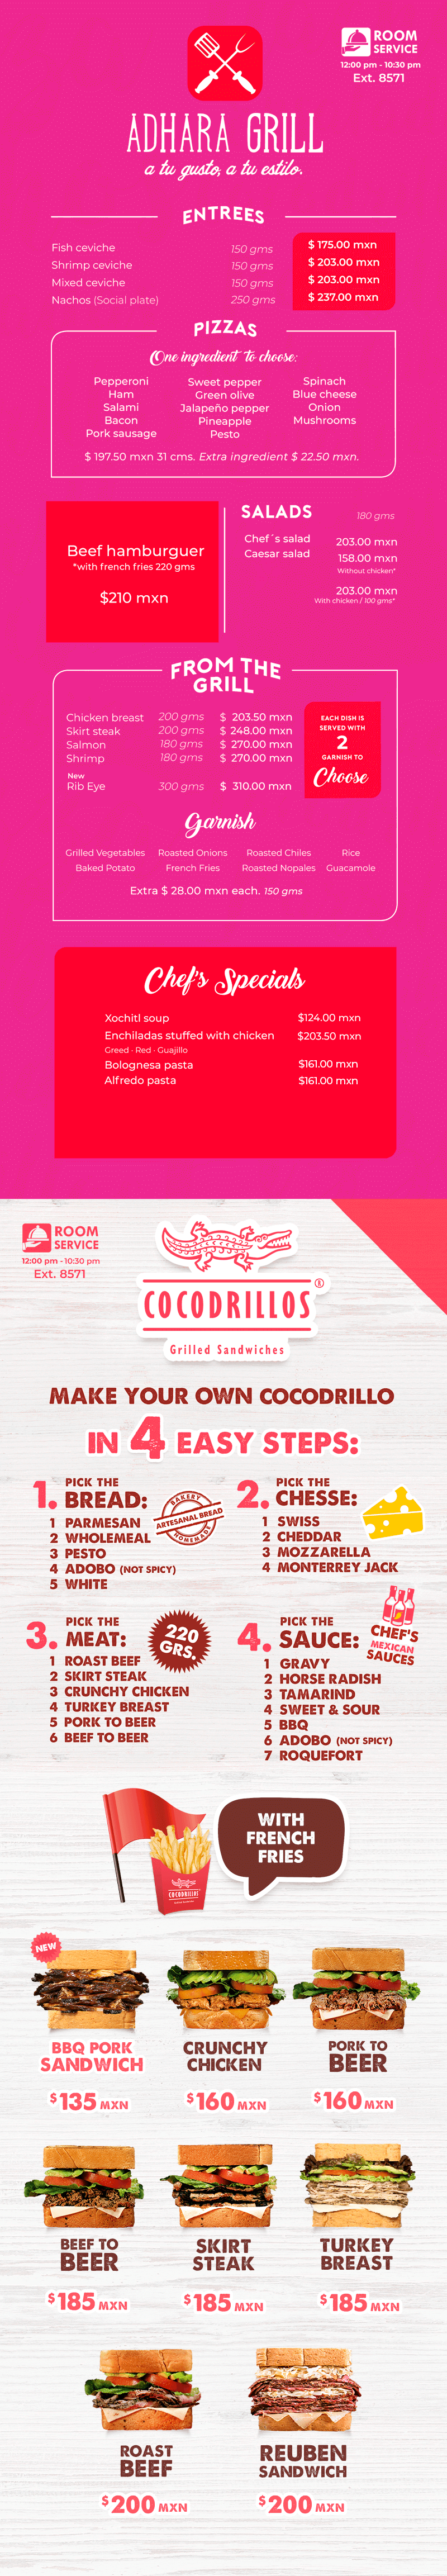 ROOM
SERVICE
12:00 pm - 10:30 pm
Ext. 8571
ADHARA GRILL
a tu gusto, a tu estilo.
ENTREES
Fish ceviche 150 gms $ 175.00 mxn
Shrimp ceviche 150 gms $ 203.00 mxn
Mixed ceviche 150 gms $ 203.00 mxn
Nachos (Social plate) 250 gms $ 237.00 mxn
PIZZAS
One ingredient to choose:
Pepperoni Sweet pepper Spinach
Ham Green olive Blue cheese
Salami Jalapeño pepper Onion
Bacon Pineapple Mushrooms
Pork sausage Pesto
$ 197.50 mxn 31 cms. Extra ingredient $ 22.50 mxn.
Beef hamburguer
*with french fries 220 gms
$210 mxn
SALADS 180 gms
Chef´s salad 203.00 mxn
Caesar salad 158.00 mxn
Without chicken*
203.00 mxn
With chicken / 100 gms*
FROM THE
GRILL
Chicken breast 200 gms $ 203.50 mxn
Skirt steak 200 gms $ 248.00 mxn
Salmon 180 gms $ 270.00 mxn
Shrimp 180 gms $ 270.00 mxn
New
Rib Eye 300 gms $ 310.00 mxn
EACH DISH IS
SERVED WITH
2
GARNISH TO
Choose
Garnish
Grilled Vegetables Roasted Onions Roasted Chiles Rice
Baked Potato French Fries Roasted Nopales Guacamole
Extra $ 28.00 mxn each. 150 gms
Chef's Specials
Xochitl soup $124.00 mxn
Enchiladas stuffed with chicken $203.50 mxn
Greed - Red - Guajillo
Bolognesa pasta $161.00 mxn
Alfredo pasta $161.00 mxn
ROOM
SERVICE
12:00 pm - 10:30 pm
Ext. 8571
COCODRILLOS ®
Grilled Sandwiches
MAKE YOUR OWN COCODRILLO
IN 4 EASY STEPS:
1. PICK THE
BREAD:
BAKERY
ARTESANAL BREAD
HOMEMADE
1 PARMESAN
2 WHOLEMEAL
3 PESTO
4 ADOBO (NOT SPICY)
5 WHITE
2. PICK THE
CHESSE:
1 SWISS
2 CHEDDAR
3 MOZZARELLA
4 MONTERREY JACK
3. PICK THE
MEAT:
220
GRS.
1 ROAST BEEF
2 SKIRT STEAK
3 CRUNCHY CHICKEN
4 TURKEY BREAST
5 PORK TO BEER
6 BEEF TO BEER
4. PICK THE
SAUCE:
CHEF'S
MEXICAN
SAUCES
1 GRAVY
2 HORSE RADISH
3 TAMARIND
4 SWEET & SOUR
5 BBQ
6 ADOBO (NOT SPICY)
7 ROQUEFORT
COCODRILLOS
WITH
FRENCH
FRIES
NEW
BBQ PORK
SANDWICH
$135 MXN
CRUNCHY
CHICKEN
$160 MXN
PORK TO
BEER
$160 MXN
BEEF TO
BEER
$185 MXN
SKIRT
STEAK
$185 MXN
TURKEY
BREAST
$185 MXN
ROAST
BEEF
$200 MXN
REUBEN
SANDWICH
$200 MXN